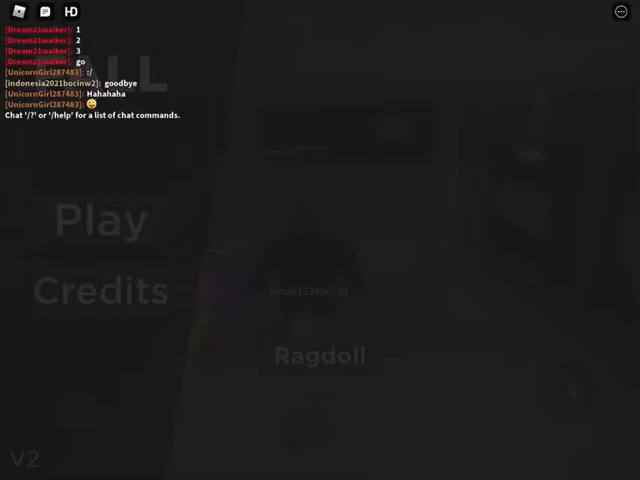 HD
[Dream21walker]: 1
[Dream21walker]: 2
[Dream21walker]: 3
[Dream21walker]: go
[UnicornGirl287483]: :/
[indonesia2021bocinw2]: goodbye
[UnicornGirl287483]: Hahahaha
[UnicornGirl287483]: 😜
Chat '/?' or '/help' for a list of chat commands.
Play
Credits
Ragdoll
V2